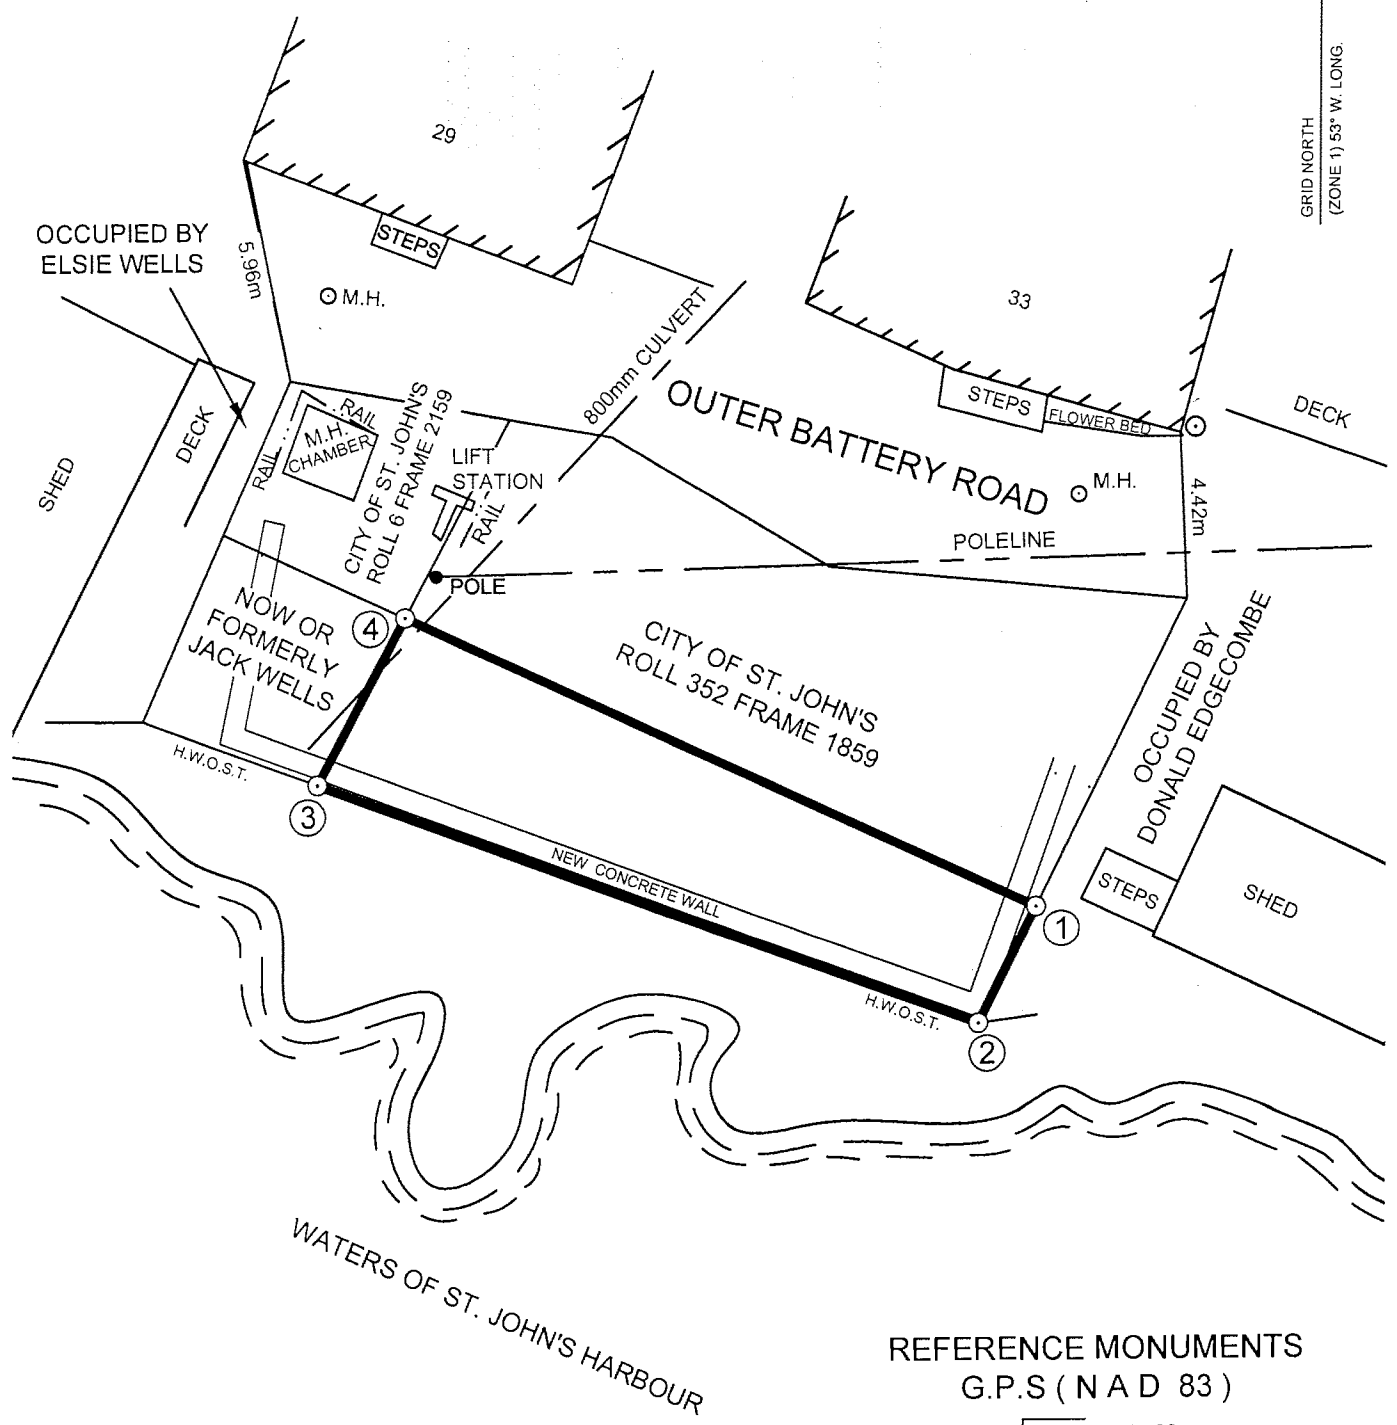 GRID NORTH
(ZONE 1) 53° W. LONG.
29
OCCUPIED BY
ELSIE WELLS
STEPS
5.96m
M.H.
33
800mm CULVERT
OUTER BATTERY ROAD
STEPS
FLOWER BED
DECK
M.H.
4.42m
POLELINE
DECK
SHED
RAIL
RAIL
M.H.
CHAMBER
CITY OF ST. JOHN'S
ROLL 6 FRAME 2159
LIFT
STATION
RAIL
POLE
NOW OR
FORMERLY
JACK WELLS
4
CITY OF ST. JOHN'S
ROLL 352 FRAME 1859
OCCUPIED BY
DONALD EDGECOMBE
H.W.O.S.T.
3
NEW CONCRETE WALL
STEPS
SHED
1
H.W.O.S.T.
2
WATERS OF ST. JOHN'S HARBOUR
REFERENCE MONUMENTS
G.P.S ( N A D 83 )